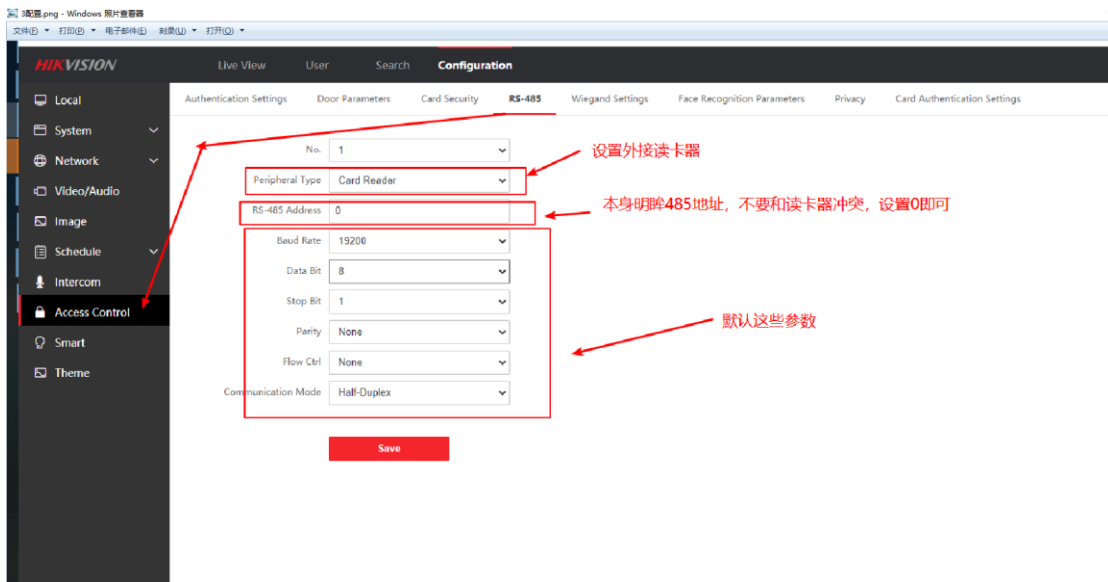 3配置.png - Windows 照片查看器
文件(F) 打印(P) 电子邮件(E) 刻录(U) 打开(O)
HIKVISION
Live View User Search Configuration
Local
System
Network
Video/Audio
Image
Schedule
Intercom
Access Control
Smart
Theme
Authentication Settings Door Parameters Card Security RS-485 Wiegand Settings Face Recognition Parameters Privacy Card Authentication Settings
No. 1
Peripheral Type Card Reader
RS-485 Address 0
Baud Rate 19200
Data Bit 8
Stop Bit 1
Parity None
Flow Ctrl None
Communication Mode Half-Duplex
Save
设置外接读卡器
本身明眸485地址，不要和读卡器冲突，设置0即可
默认这些参数